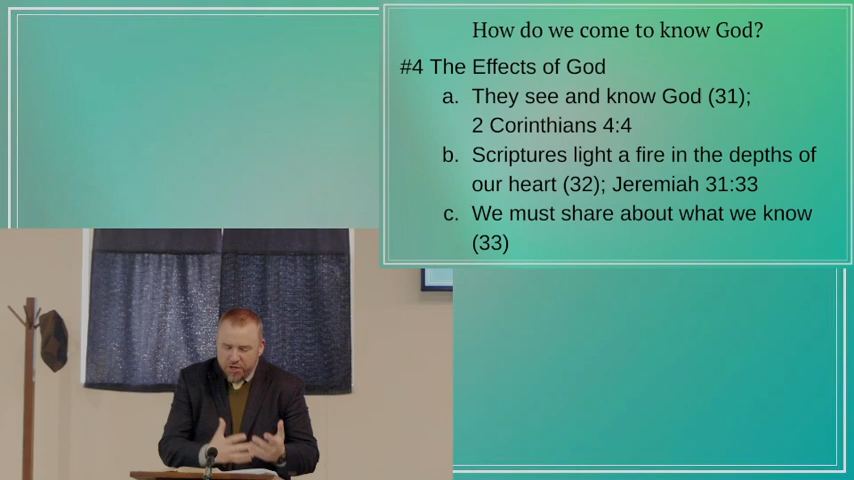 How do we come to know God?
#4 The Effects of God
a. They see and know God (31);
2 Corinthians 4:4
b. Scriptures light a fire in the depths of
our heart (32); Jeremiah 31:33
c. We must share about what we know
(33)